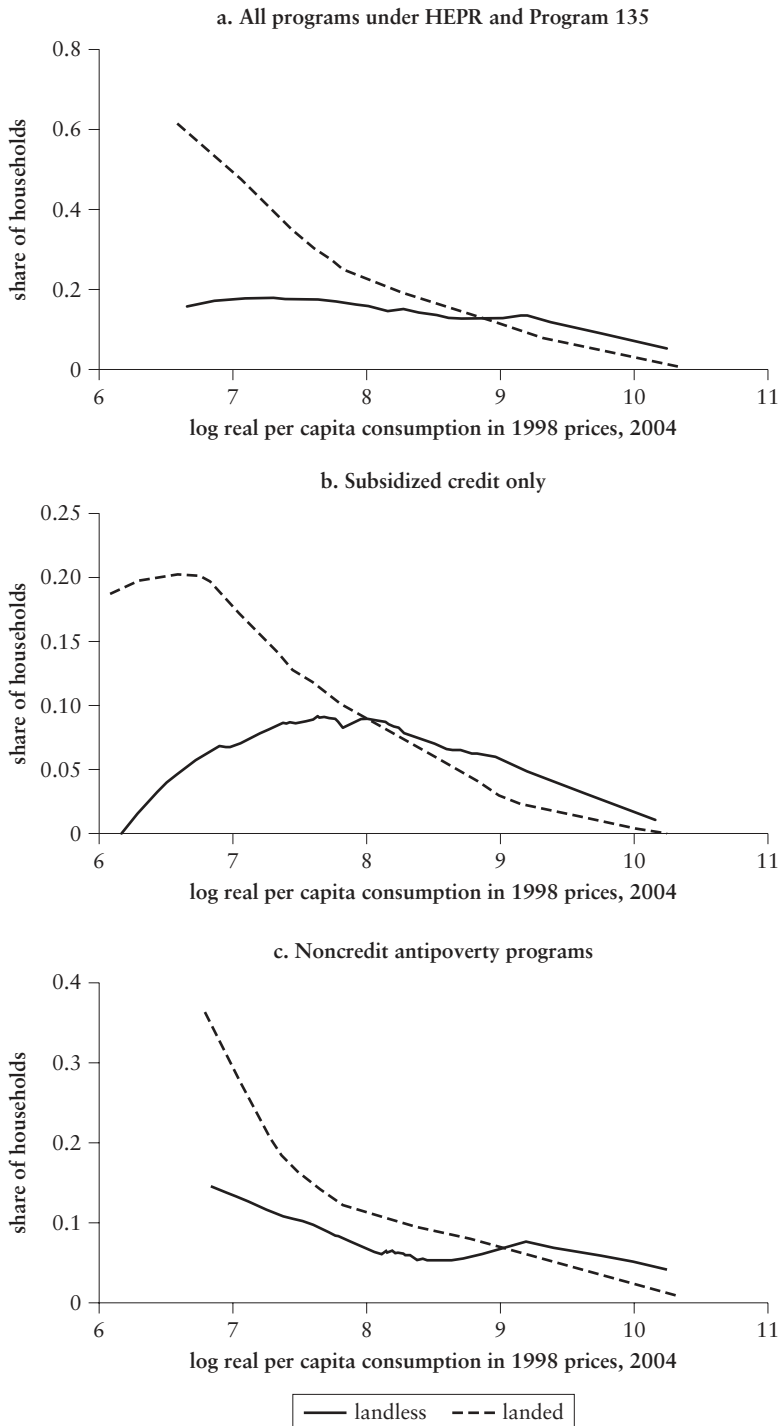 a. All programs under HEPR and Program 135
0.8
0.6
0.4
0.2
0
share of households
6 7 8 9 10 11
log real per capita consumption in 1998 prices, 2004
b. Subsidized credit only
0.25
0.20
0.15
0.10
0.05
0
share of households
6 7 8 9 10 11
log real per capita consumption in 1998 prices, 2004
c. Noncredit antipoverty programs
0.4
0.3
0.2
0.1
0
share of households
6 7 8 9 10 11
log real per capita consumption in 1998 prices, 2004
landless landed